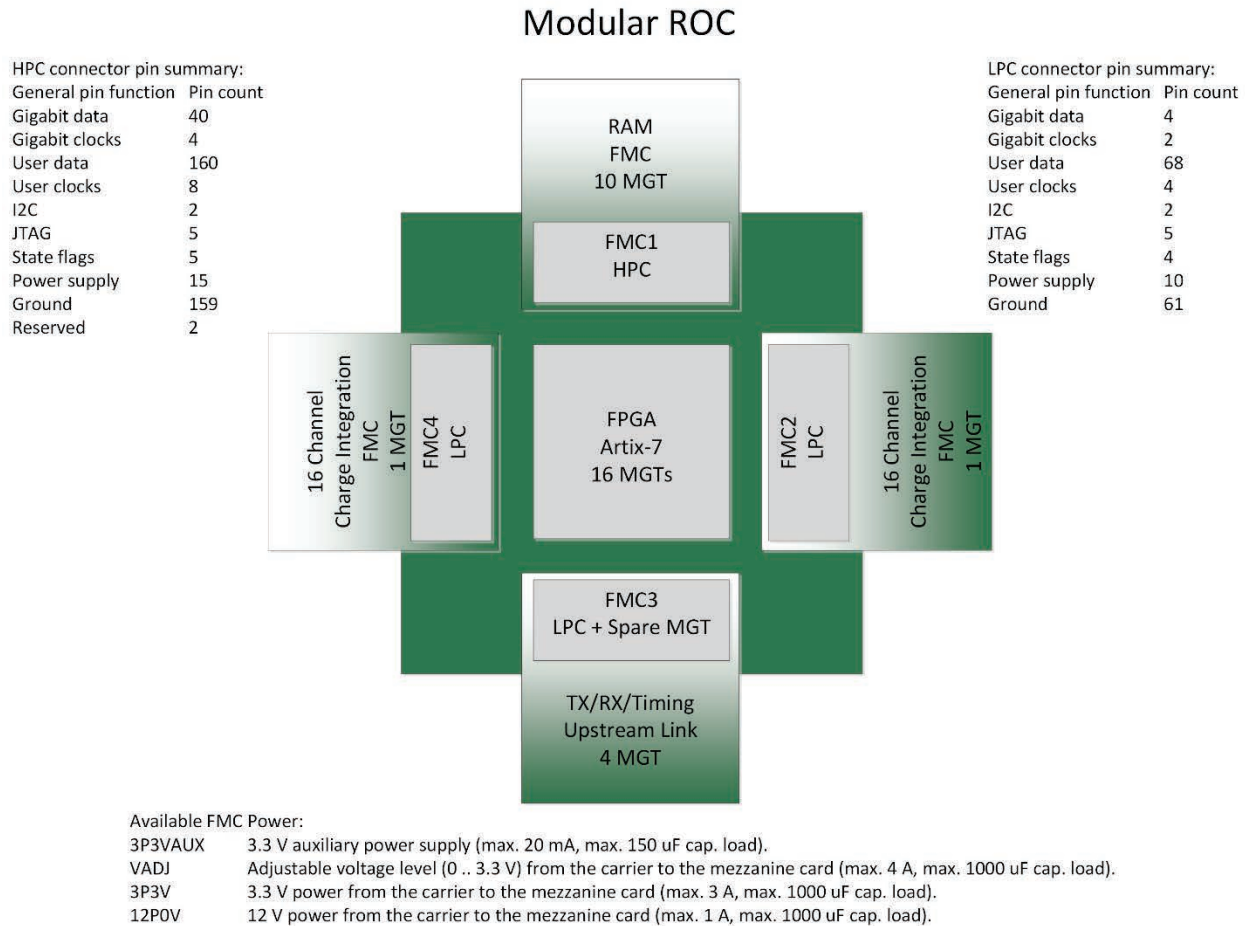 Modular ROC
HPC connector pin summary:
General pin function Pin count
Gigabit data 40
Gigabit clocks 4
User data 160
User clocks 8
I2C 2
JTAG 5
State flags 5
Power supply 15
Ground 159
Reserved 2
LPC connector pin summary:
General pin function Pin count
Gigabit data 4
Gigabit clocks 2
User data 68
User clocks 4
I2C 2
JTAG 5
State flags 4
Power supply 10
Ground 61
RAM
FMC
10 MGT
FMC1
HPC
16 Channel
Charge Integration
FMC
1 MGT
FMC4
LPC
FPGA
Artix-7
16 MGTs
FMC2
LPC
16 Channel
Charge Integration
FMC
1 MGT
FMC3
LPC + Spare MGT
TX/RX/Timing
Upstream Link
4 MGT
Available FMC Power:
3P3VAUX 3.3 V auxiliary power supply (max. 20 mA, max. 150 uF cap. load).
VADJ Adjustable voltage level (0 .. 3.3 V) from the carrier to the mezzanine card (max. 4 A, max. 1000 uF cap. load).
3P3V 3.3 V power from the carrier to the mezzanine card (max. 3 A, max. 1000 uF cap. load).
12P0V 12 V power from the carrier to the mezzanine card (max. 1 A, max. 1000 uF cap. load).